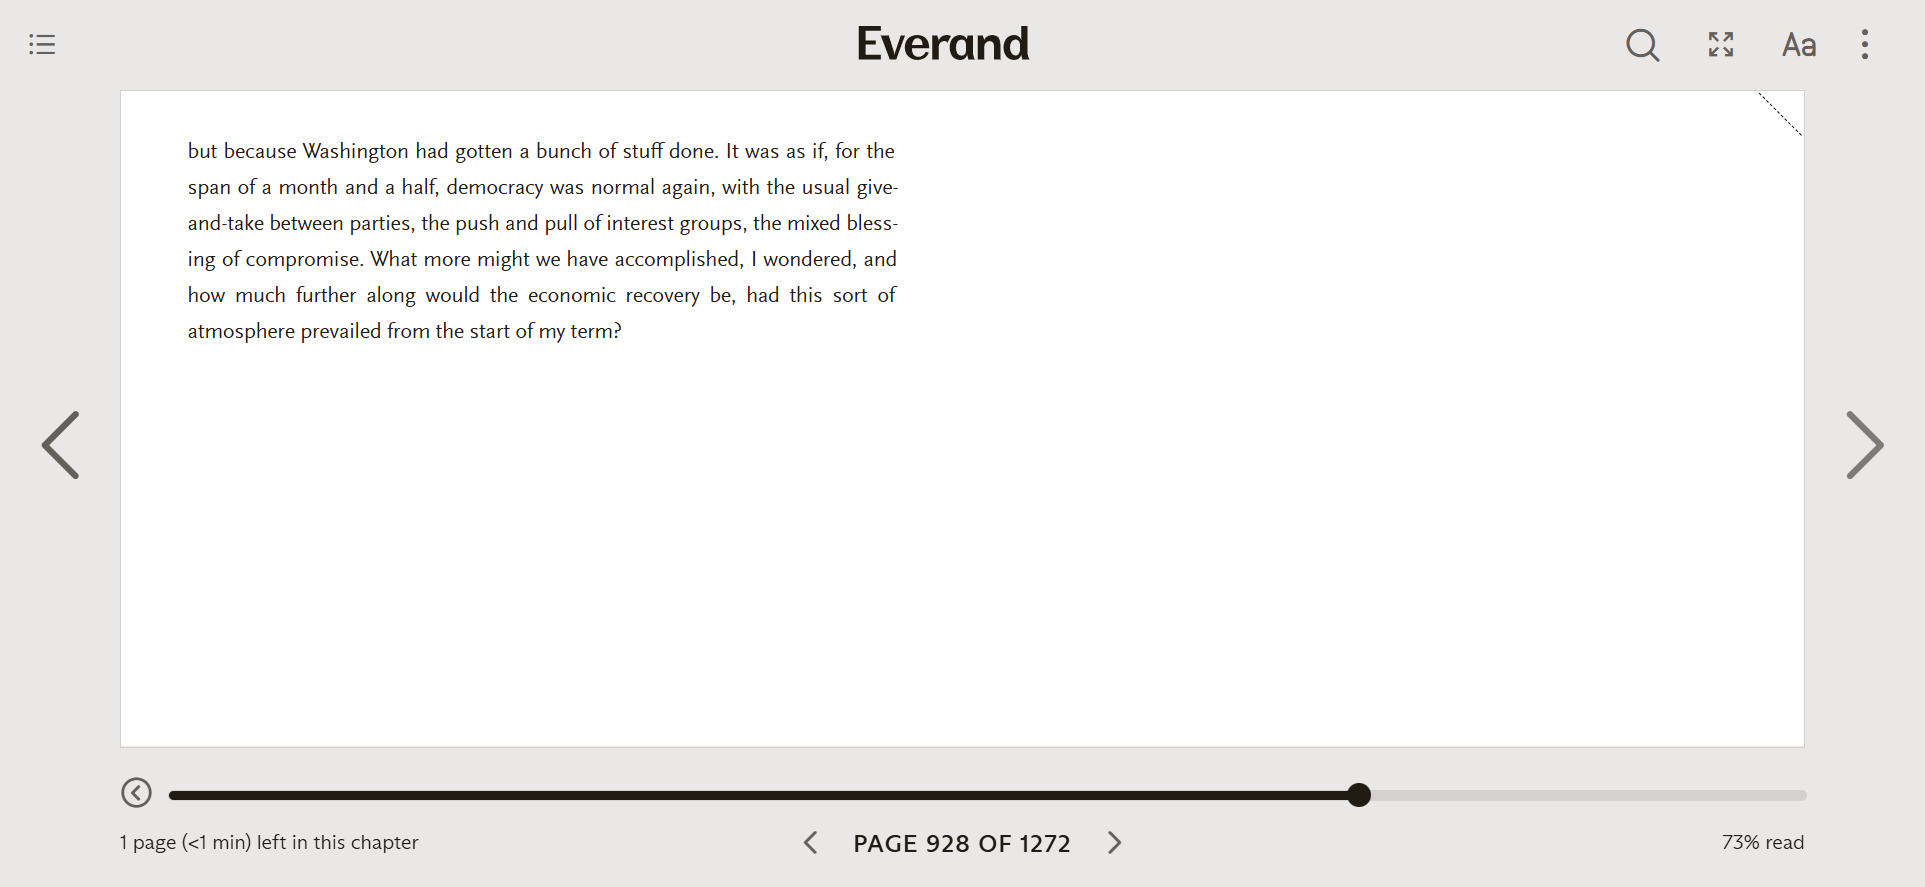 Everand
Aa
but because Washington had gotten a bunch of stuff done. It was as if, for the
span of a month and a half, democracy was normal again, with the usual give-
and-take between parties, the push and pull of interest groups, the mixed bless-
ing of compromise. What more might we have accomplished, I wondered, and
how much further along would the economic recovery be, had this sort of
atmosphere prevailed from the start of my term?
1 page (<1 min) left in this chapter
PAGE 928 OF 1272
73% read